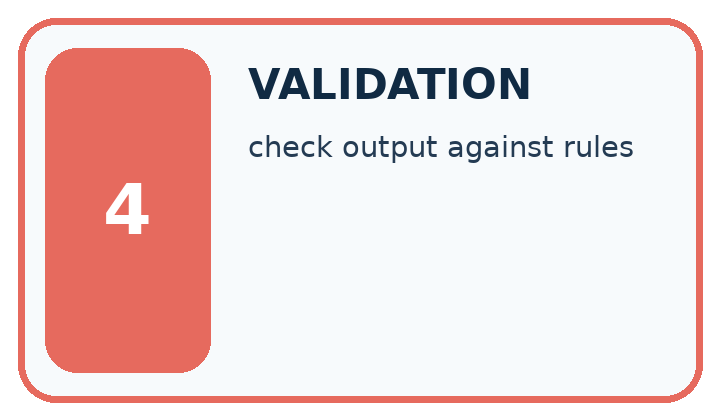 4
VALIDATION
check output against rules